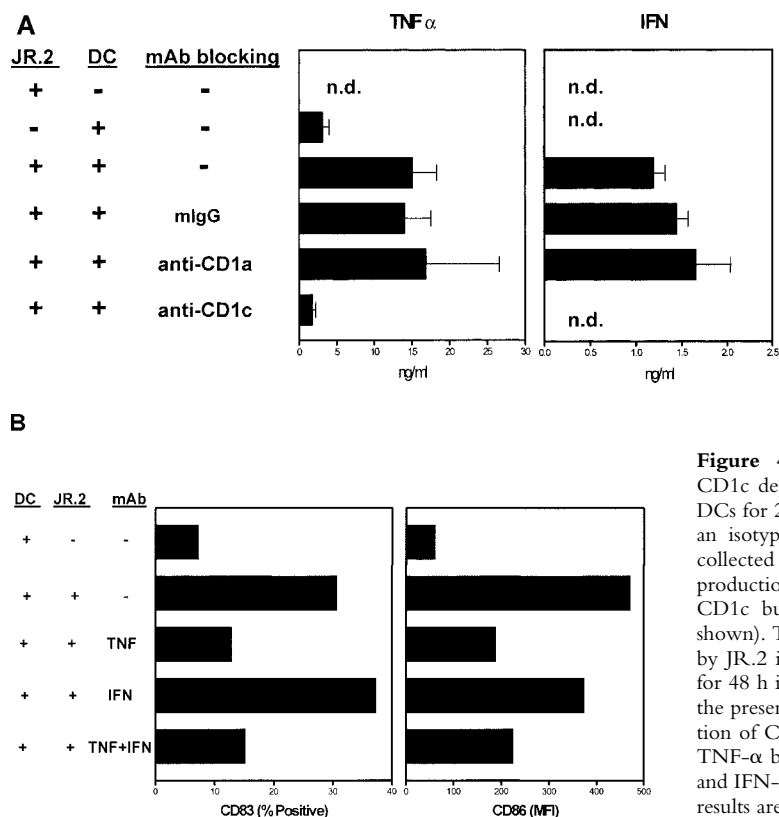 A
TNF α IFN
JR.2 DC mAb blocking
+ - - n.d. n.d.
- + - n.d.
+ + -
+ + mIgG
+ + anti-CD1a
+ + anti-CD1c n.d.
0 5 10 15 20 25 30 0.0 0.5 1.0 1.5 2.0 2.5
ng/ml ng/ml
B
DC JR.2 mAb
+ - -
+ + -
+ + TNF
+ + IFN
+ + TNF+IFN
0 10 20 30 40 0 100 200 300 400 500
CD83 (% Positive) CD86 (MFI)
Figure 4
CD1c de
DCs for 2
an isotyp
collected
production
CD1c bu
shown). T
by JR.2 i
for 48 h i
the presen
tion of C
TNF-α b
and IFN-
results are